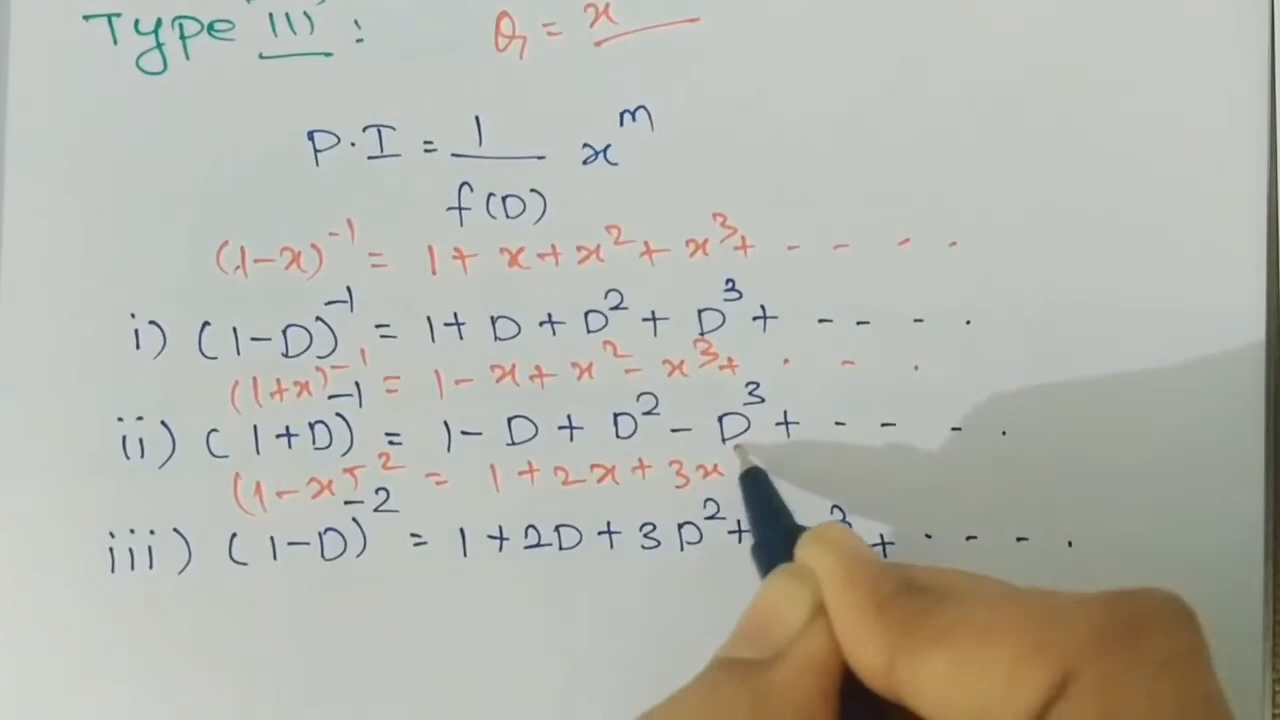 Type III : Q = x
P.I = 1/f(D) x^m
(1-x)^-1 = 1 + x + x^2 + x^3 + - - - -
i) (1-D)^-1 = 1 + D + D^2 + D^3 + - - - .
(1+x)^-1 = 1 - x + x^2 - x^3 + . - .
ii) (1+D)^-1 = 1 - D + D^2 - D^3 + - - - .
(1-x)^-2 = 1 + 2x + 3x
iii) (1-D)^-2 = 1 + 2D + 3D^2 + 3 + . - - .